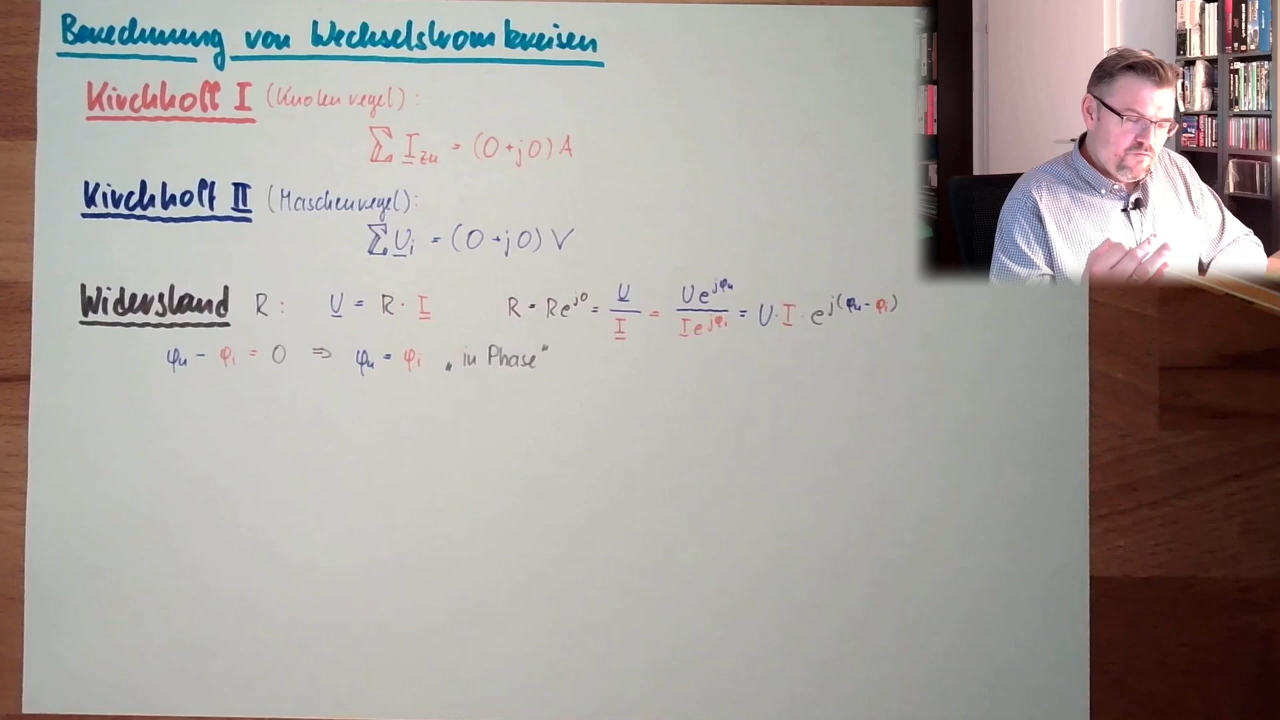 Berechnung von Wechselstromkreisen
Kirchhoff I (Knotenregel):
∑ I̲zu = (0+j0) A
Kirchhoff II (Maschenregel):
∑ U̲i = (0+j0) V
Widerstand R: U̲ = R · I̲ R = Re^j0 = U̲/I̲ = Ue^jφu/Ie^jφi = U·I·e^j(φu-φi)
φu - φi = 0 ⇒ φu = φi „in Phase"